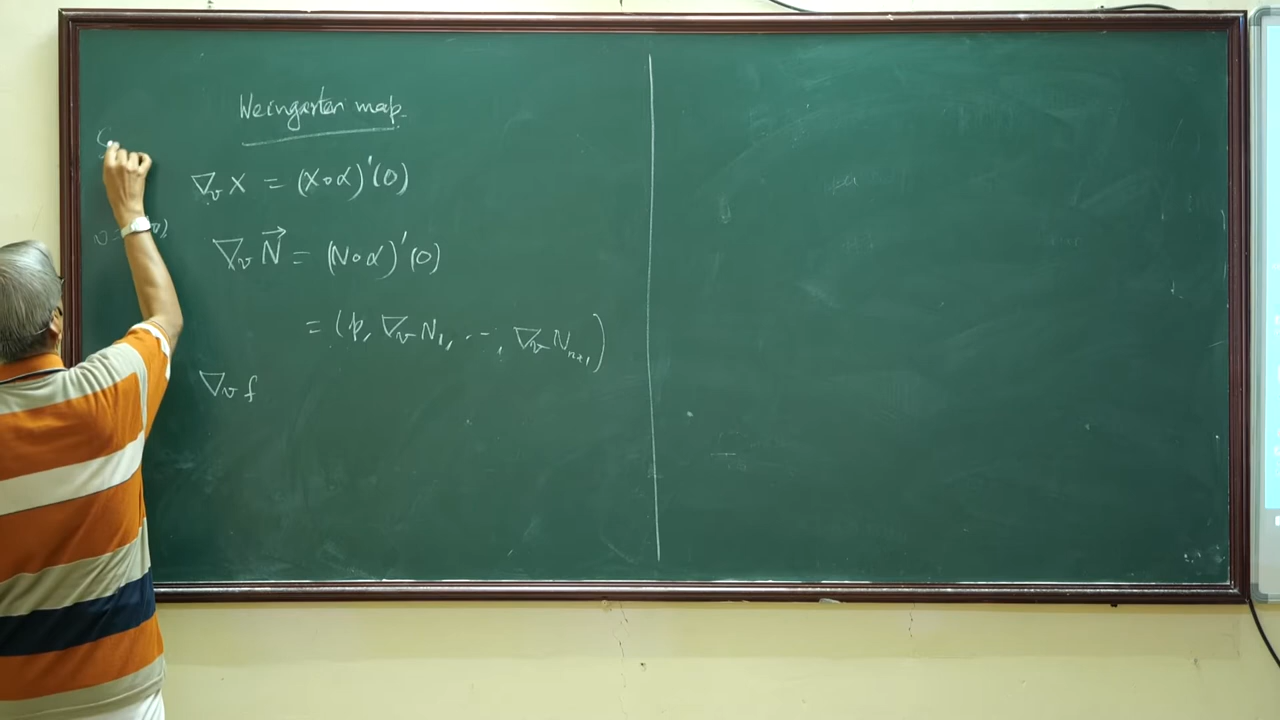 Weingarten map.
∇_v X = (X∘α)'(0)
∇_v N⃗ = (N∘α)'(0)
= (p, ∇_v N₁, ..., ∇_v N_{n+1})
∇_v f